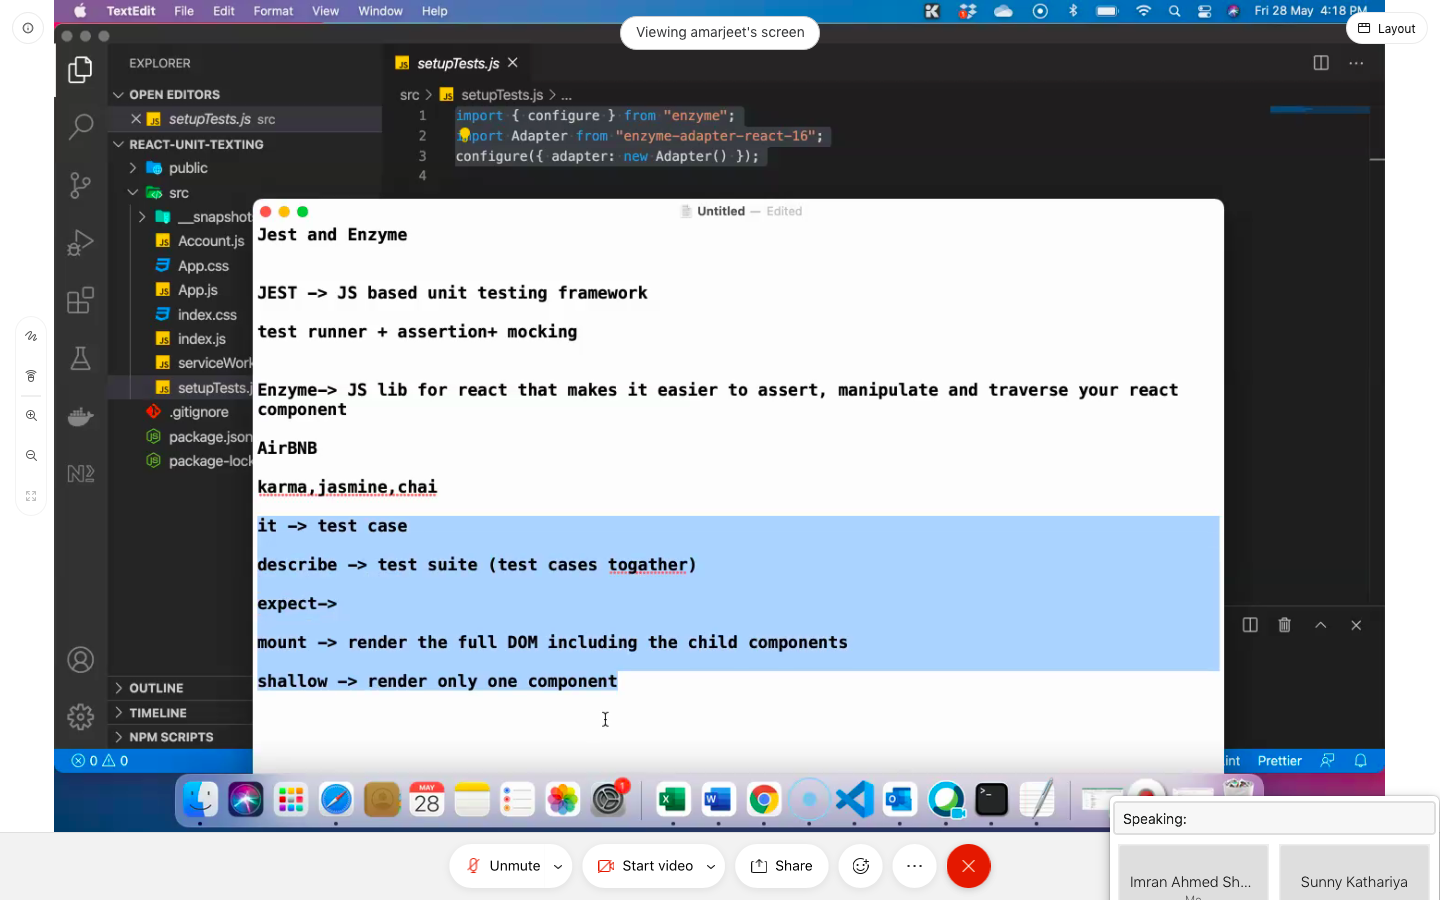 TextEdit File Edit Format View Window Help
Fri 28 May 4:18 PM
Viewing amarjeet's screen
Layout
EXPLORER
OPEN EDITORS
setupTests.js src
REACT-UNIT-TEXTING
public
src
__snapshot
Account.js
App.css
App.js
index.css
index.js
serviceWork
setupTests.j
.gitignore
package.json
package-lock
OUTLINE
TIMELINE
NPM SCRIPTS
0 0
setupTests.js
src > setupTests.js > ...
1 import { configure } from "enzyme";
2 import Adapter from "enzyme-adapter-react-16";
3 configure({ adapter: new Adapter() });
4
Untitled — Edited
Jest and Enzyme
JEST -> JS based unit testing framework
test runner + assertion+ mocking
Enzyme-> JS lib for react that makes it easier to assert, manipulate and traverse your react
component
AirBNB
karma,jasmine,chai
it -> test case
describe -> test suite (test cases togather)
expect->
mount -> render the full DOM including the child components
shallow -> render only one component
int Prettier
MAY
28
1
Speaking:
Imran Ahmed Sh...
Me
Sunny Kathariya
Unmute
Start video
Share